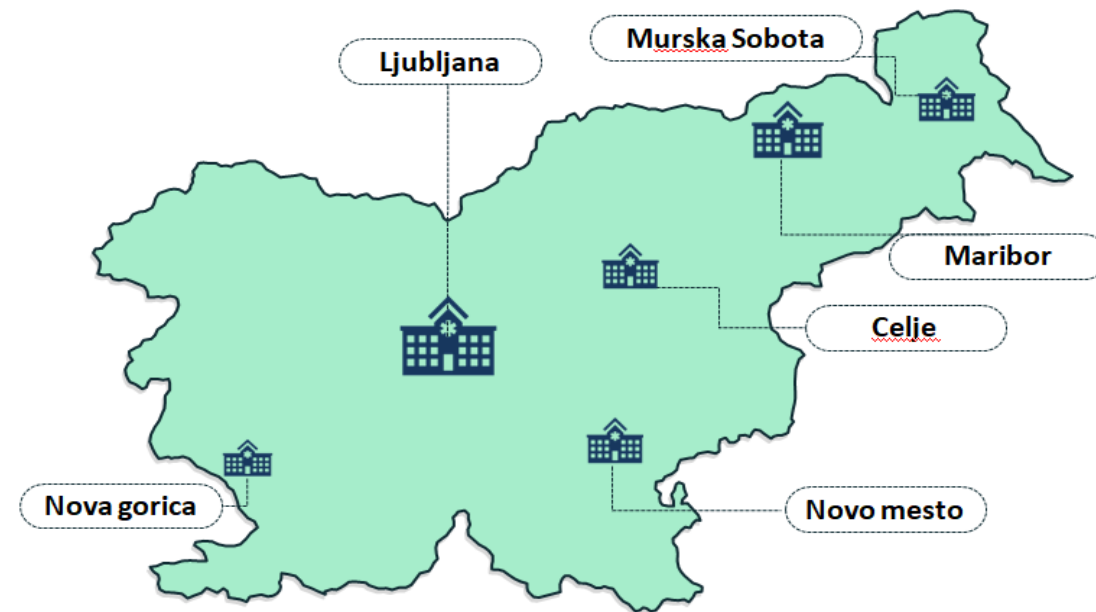 Murska Sobota
Ljubljana
Maribor
Celje
Nova gorica
Novo mesto